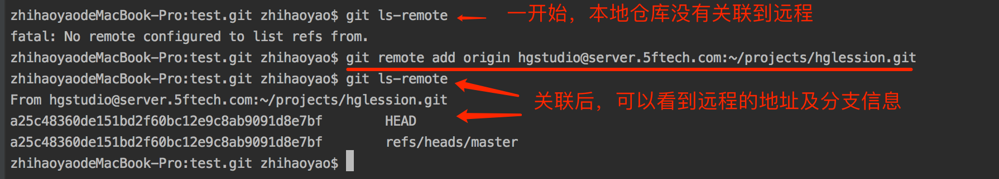 zhihaoyaodeMacBook-Pro:test.git zhihaoyao$ git ls-remote 一开始，本地仓库没有关联到远程
fatal: No remote configured to list refs from.
zhihaoyaodeMacBook-Pro:test.git zhihaoyao$ git remote add origin hgstudio@server.5ftech.com:~/projects/hglession.git
zhihaoyaodeMacBook-Pro:test.git zhihaoyao$ git ls-remote
From hgstudio@server.5ftech.com:~/projects/hglession.git 关联后，可以看到远程的地址及分支信息
a25c48360de151bd2f60bc12e9c8ab9091d8e7bf HEAD
a25c48360de151bd2f60bc12e9c8ab9091d8e7bf refs/heads/master
zhihaoyaodeMacBook-Pro:test.git zhihaoyao$